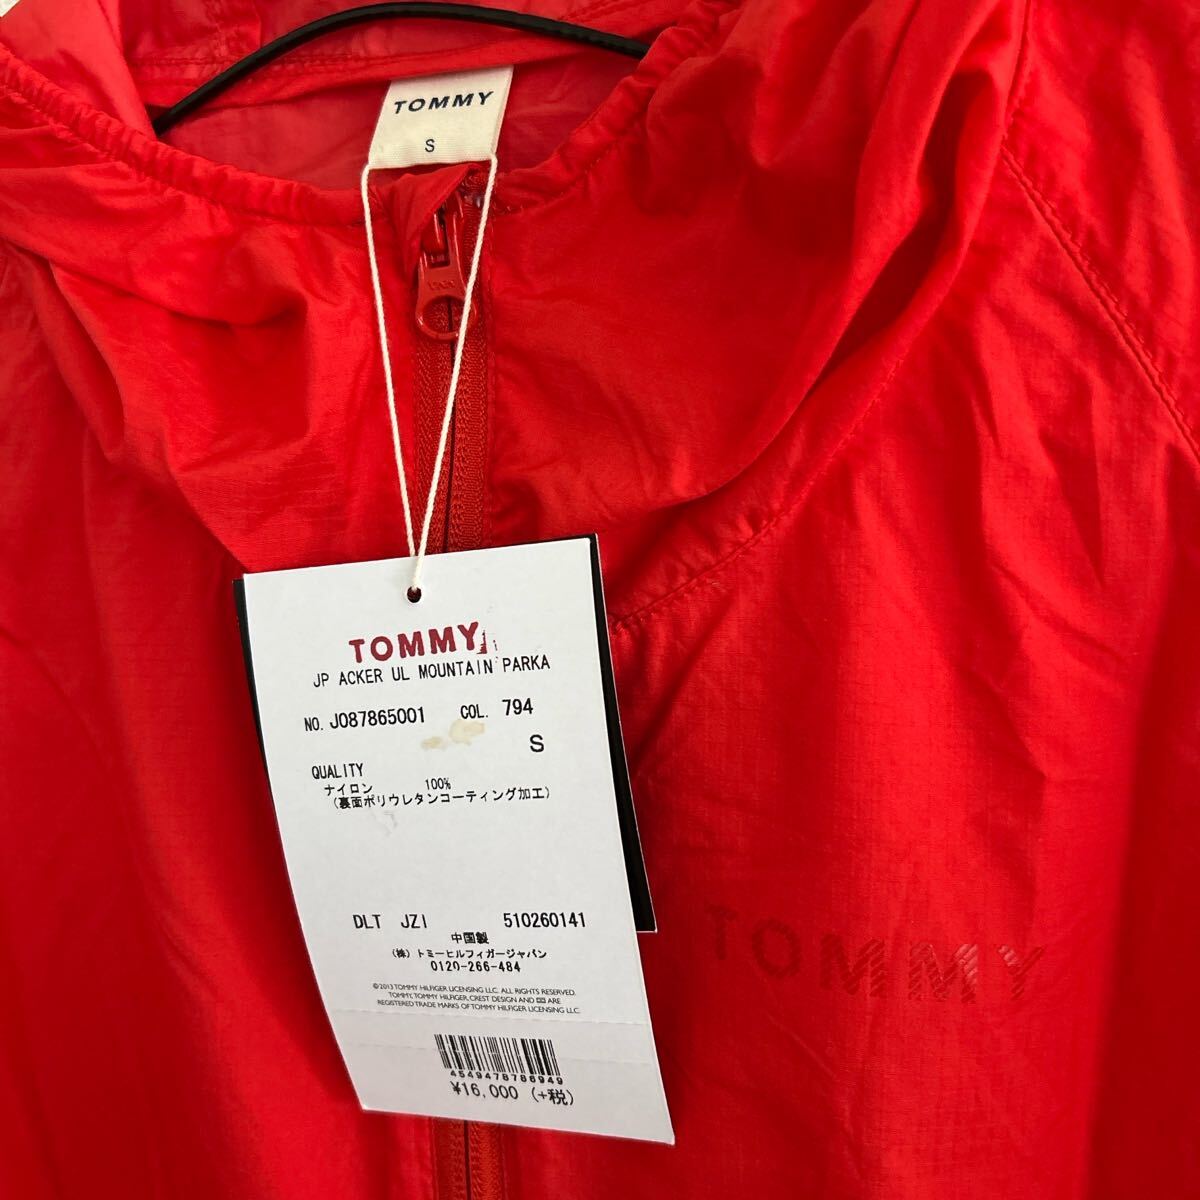 TOMMY
S
TOMMY
JP ACKER UL MOUNTAIN PARKA
NO. J087865001 COL. 794
S
QUALITY
ナイロン 100%
(裏面ポリウレタンコーティング加工)
DLT JZI 510260141
中国製
(株)トミーヒルフィガージャパン
0120-266-484
©2013 TOMMY HILFIGER LICENSING LLC. ALL RIGHTS RESERVED.
TOMMY, TOMMY HILFIGER, CREST DESIGN AND ARE
REGISTERED TRADE MARKS OF TOMMY HILFIGER LICENSING LLC.
4549478786949
¥16,000 (+税)
TOMMY